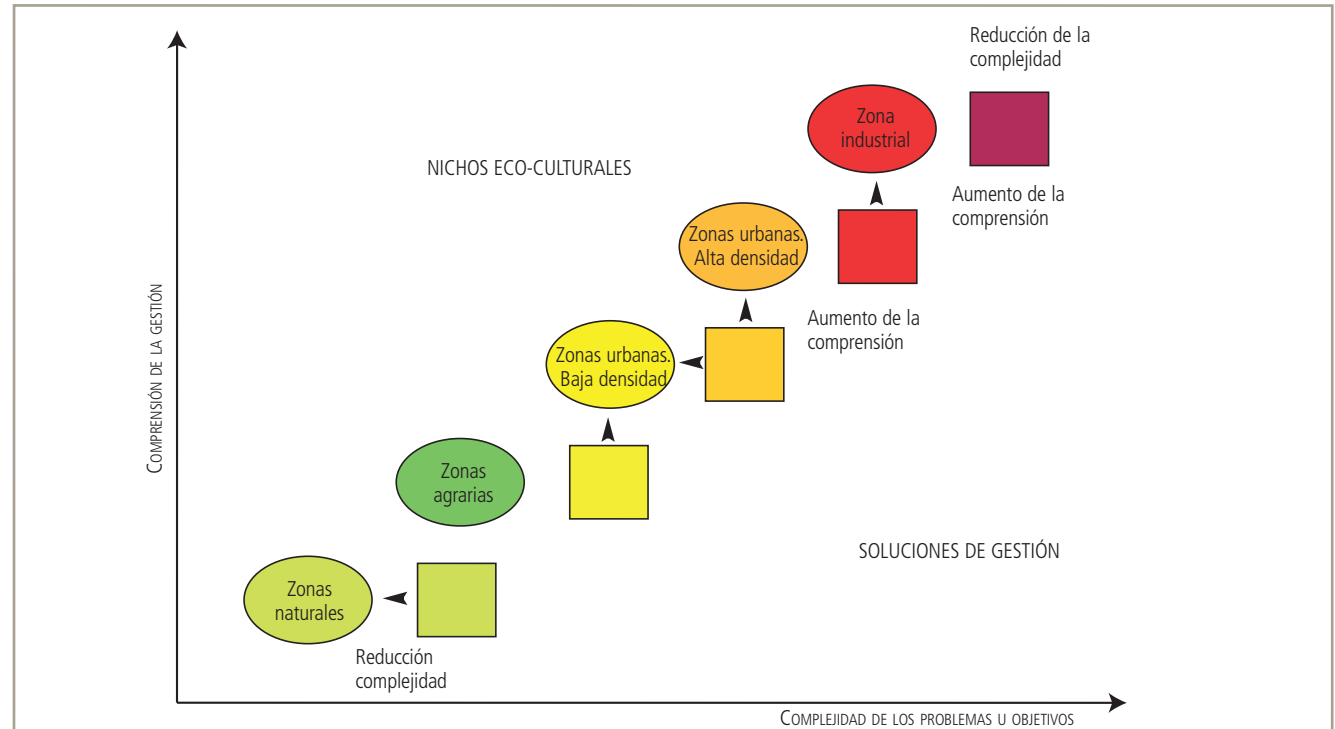 Reducción de la
complejidad
Zona
industrial
NICHOS ECO-CULTURALES
Aumento de la
comprensión
Zonas urbanas.
Alta densidad
COMPRENSIÓN DE LA GESTIÓN
Aumento de la
comprensión
Zonas urbanas.
Baja densidad
Zonas
agrarias
SOLUCIONES DE GESTIÓN
Zonas
naturales
Reducción
complejidad
COMPLEJIDAD DE LOS PROBLEMAS U OBJETIVOS